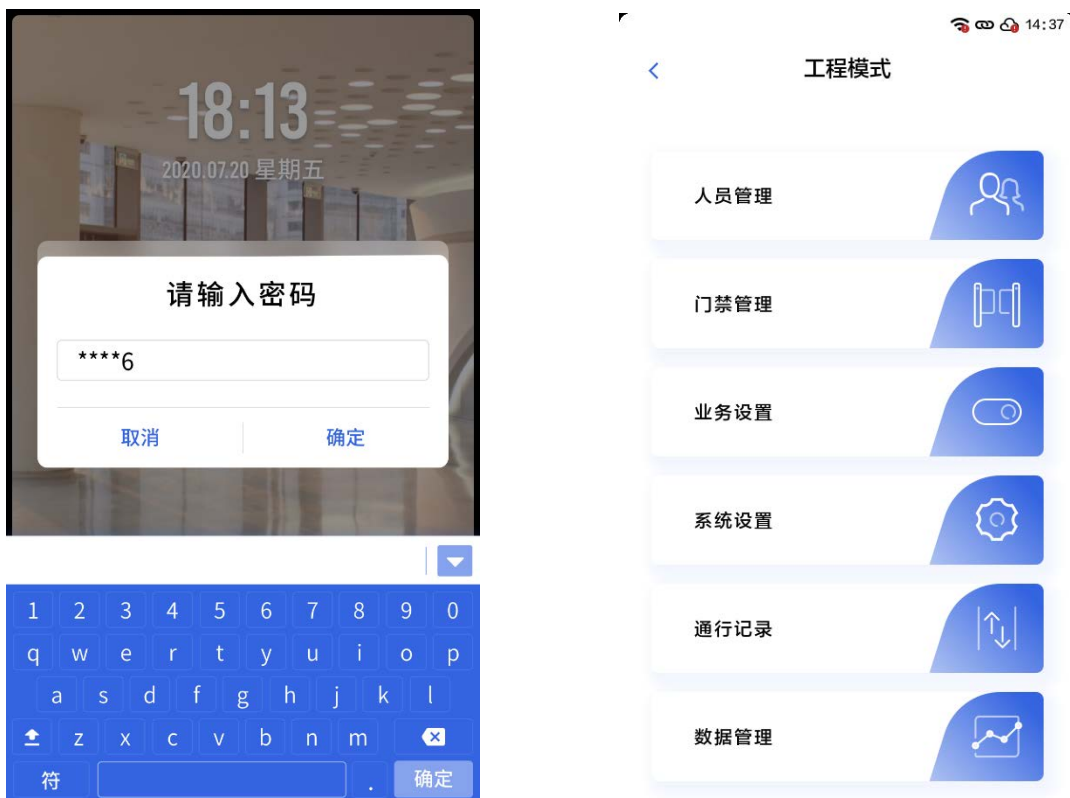 18:13
2020.07.20 星期五
请输入密码
****6
取消
确定
1 2 3 4 5 6 7 8 9 0
q w e r t y u i o p
a s d f g h j k l
z x c v b n m
符 . 确定
14:37
工程模式
人员管理
门禁管理
业务设置
系统设置
通行记录
数据管理